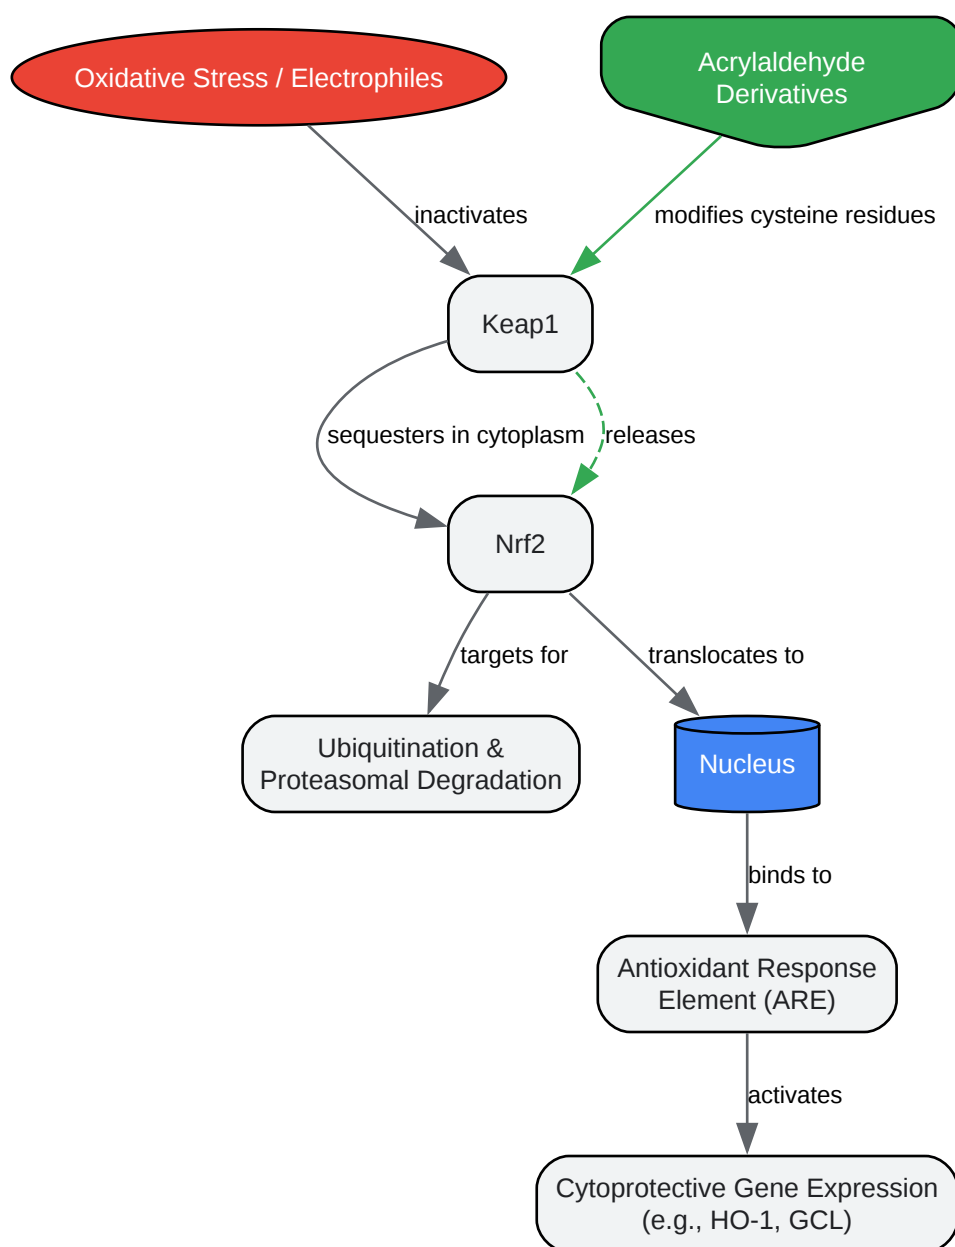 Oxidative Stress / Electrophiles
Acrylaldehyde
Derivatives
inactivates
modifies cysteine residues
Keap1
sequesters in cytoplasm
releases
Nrf2
targets for
translocates to
Ubiquitination &
Proteasomal Degradation
Nucleus
binds to
Antioxidant Response
Element (ARE)
activates
Cytoprotective Gene Expression
(e.g., HO-1, GCL)